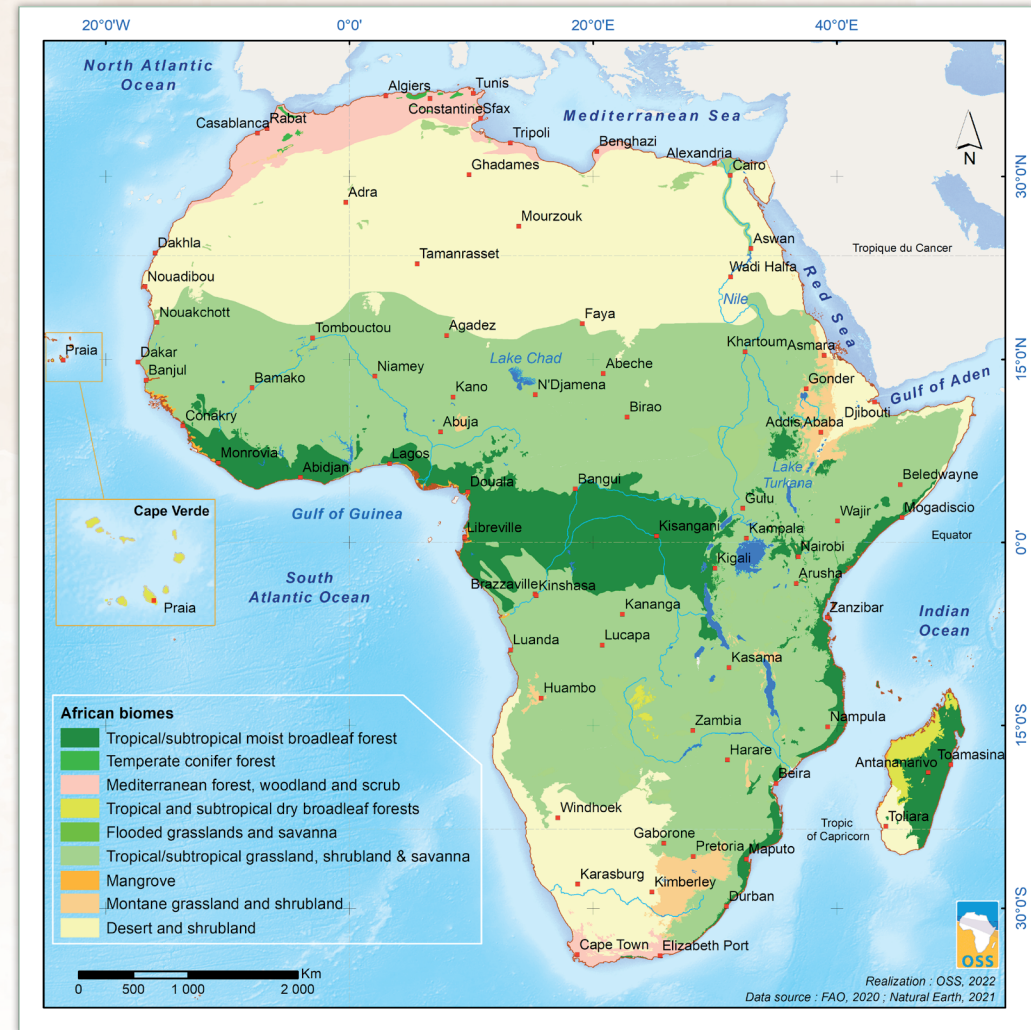 20°0'W
0°0'
20°0'E
40°0'E
North Atlantic
Ocean
Algiers
Tunis
Constantine
Sfax
Mediterranean Sea
Casablanca
Rabat
Tripoli
Benghazi
Alexandria
Cairo
N
Ghadames
30°0'N
Adra
Mourzouk
Dakhla
Tamanrasset
Aswan
Tropique du Cancer
Nouadibou
Wadi Halfa
Red Sea
Nile
Nouakchott
Tombouctou
Agadez
Faya
Khartoum
Asmara
Praia
Dakar
Banjul
Bamako
Niamey
Lake Chad
Abeche
15°0'N
Kano
N'Djamena
Gonder
Gulf of Aden
Conakry
Abuja
Birao
Djibouti
Addis Ababa
Monrovia
Abidjan
Lagos
Lake
Turkana
Beledwayne
Douala
Bangui
Gulu
Wajir
Mogadiscio
Cape Verde
Gulf of Guinea
Libreville
Kisangani
Kampala
Equator
0°0'
Nairobi
Kigali
Arusha
South
Atlantic Ocean
Brazzaville
Kinshasa
Praia
Kananga
Zanzibar
Indian
Ocean
Luanda
Lucapa
Kasama
Huambo
Zambia
Nampula
15°0'S
Harare
Antananarivo
Toamasina
Beira
Windhoek
Toliara
Tropic
of Capricorn
Gaborone
Pretoria
Maputo
Karasburg
Kimberley
Durban
30°0'S
Cape Town
Elizabeth Port
African biomes
Tropical/subtropical moist broadleaf forest
Temperate conifer forest
Mediterranean forest, woodland and scrub
Tropical and subtropical dry broadleaf forests
Flooded grasslands and savanna
Tropical/subtropical grassland, shrubland & savanna
Mangrove
Montane grassland and shrubland
Desert and shrubland
Km
0 500 1 000 2 000
OSS
Realization : OSS, 2022
Data source : FAO, 2020 ; Natural Earth, 2021